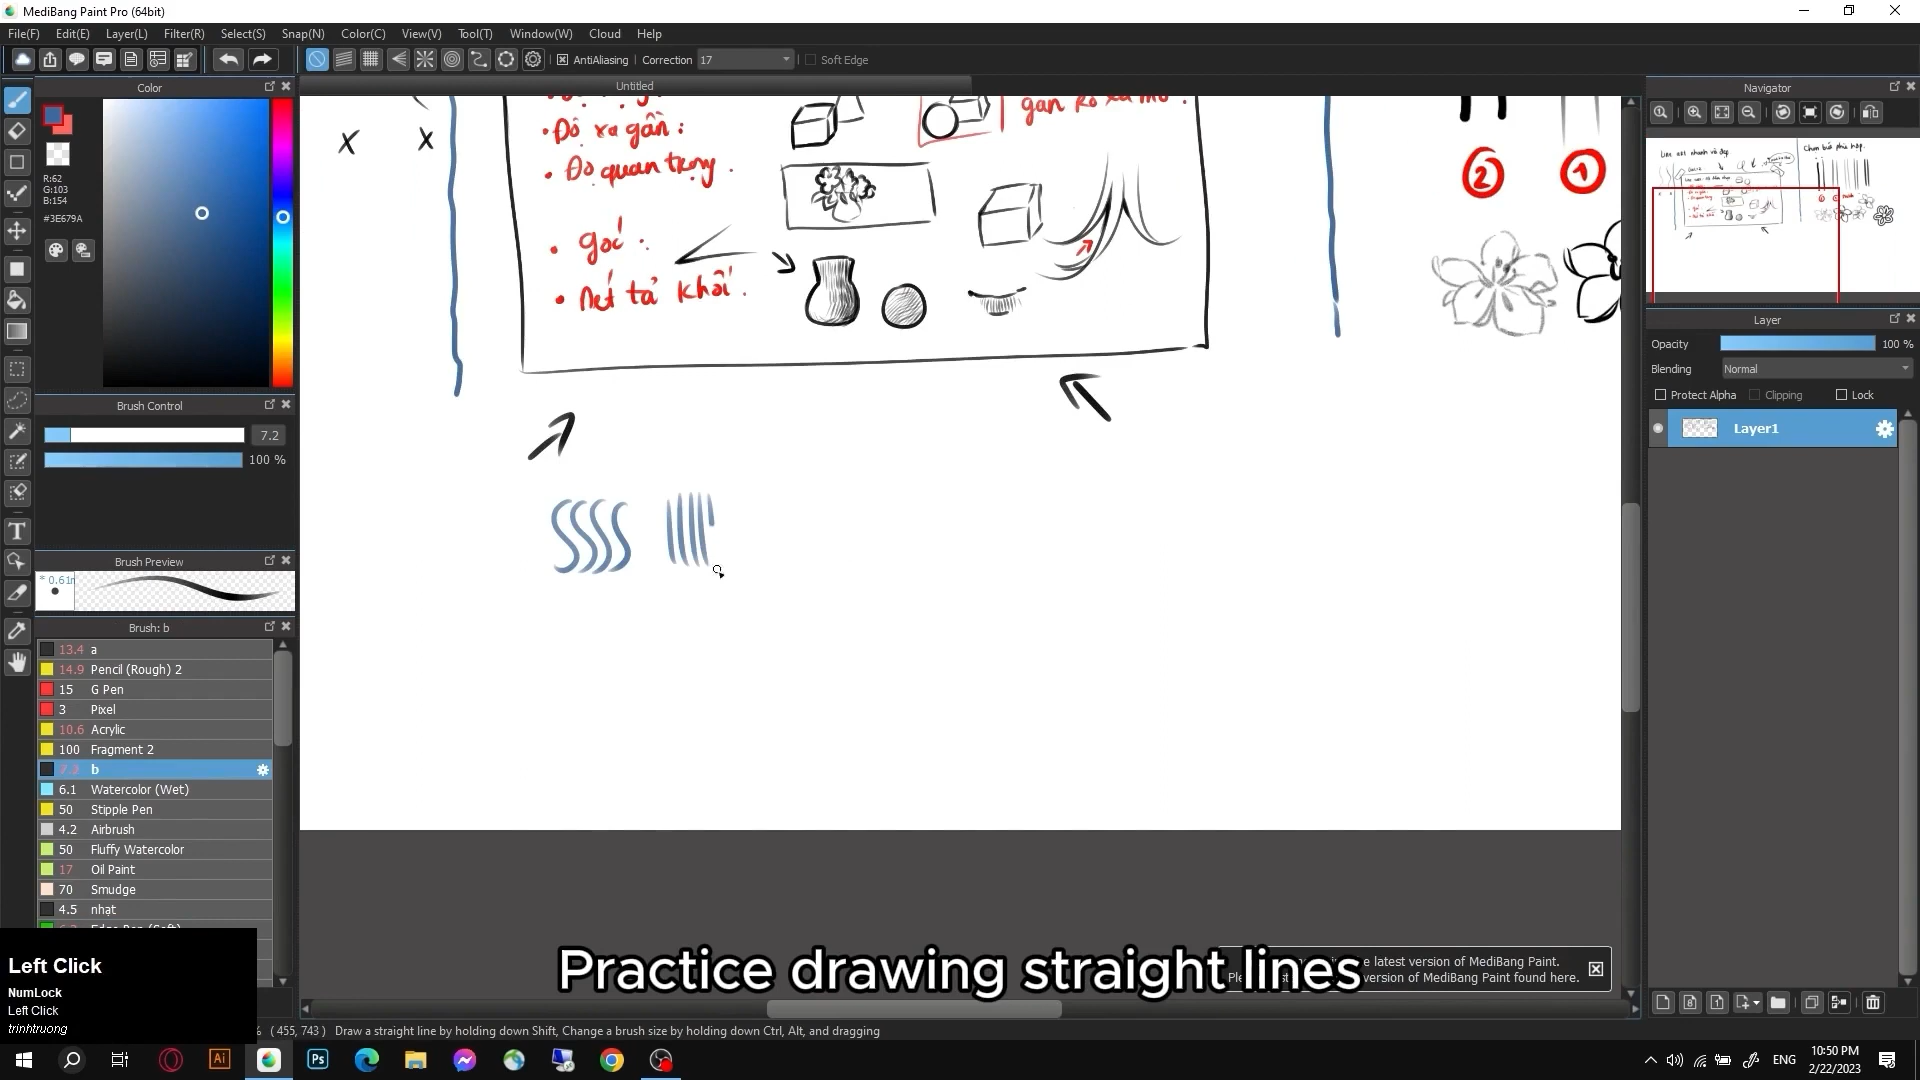 MediBang Paint Pro (64bit)
File(F) Edit(E) Layer(L) Filter(R) Select(S) Snap(N) Color(C) View(V) Tool(T) Window(W) Cloud Help
AntiAliasing Correction 17 Soft Edge
Color
Untitled
Navigator
R:62
G:103
B:154
#3E679A
x x
• Độ xa gần :
• Độ quan trọng .
• góc :
• nét tả khối .
② ①
Layer
Opacity 100 %
Blending Normal
Protect Alpha Clipping Lock
Layer1
Brush Control
7.2
100 %
Brush Preview
Brush: b
13.4 a
14.9 Pencil (Rough) 2
15 G Pen
3 Pixel
10.6 Acrylic
100 Fragment 2
b
6.1 Watercolor (Wet)
50 Stipple Pen
4.2 Airbrush
50 Fluffy Watercolor
17 Oil Paint
70 Smudge
4.5 nhạt
Left Click
NumLock
Left Click
trinhtruong
Practice drawing straight lines
latest version of MediBang Paint.
version of MediBang Paint found here.
% ( 455, 743 ) Draw a straight line by holding down Shift, Change a brush size by holding down Ctrl, Alt, and dragging
ENG
10:50 PM
2/22/2023